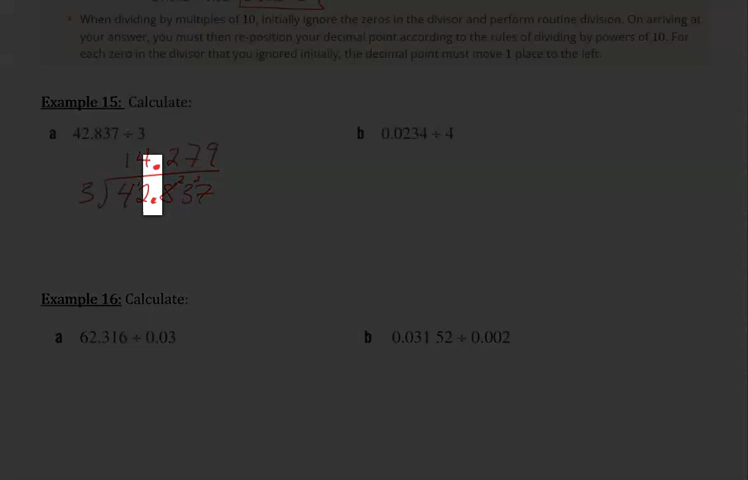 • When dividing by multiples of 10, initially ignore the zeros in the divisor and perform routine division. On arriving at
your answer, you must then re-position your decimal point according to the rules of dividing by powers of 10. For
each zero in the divisor that you ignored initially, the decimal point must move 1 place to the left.
Example 15: Calculate:
a 42.837 ÷ 3
b 0.0234 ÷ 4
14.279
3)42.8²3²7
Example 16: Calculate:
a 62.316 ÷ 0.03
b 0.031 52 ÷ 0.002